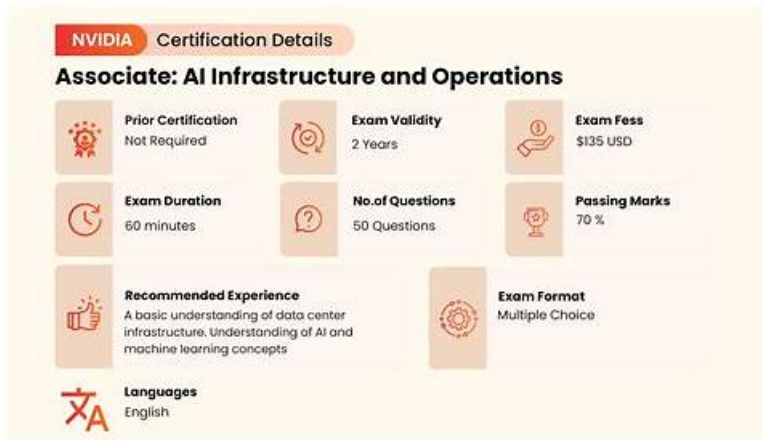 NVIDIA Certification Details
Associate: AI Infrastructure and Operations
Prior Certification
Not Required
Exam Validity
2 Years
Exam Fess
$135 USD
Exam Duration
60 minutes
No.of Questions
50 Questions
Passing Marks
70 %
Recommended Experience
A basic understanding of data center
infrastructure. Understanding of AI and
machine learning concepts
Exam Format
Multiple Choice
Languages
English